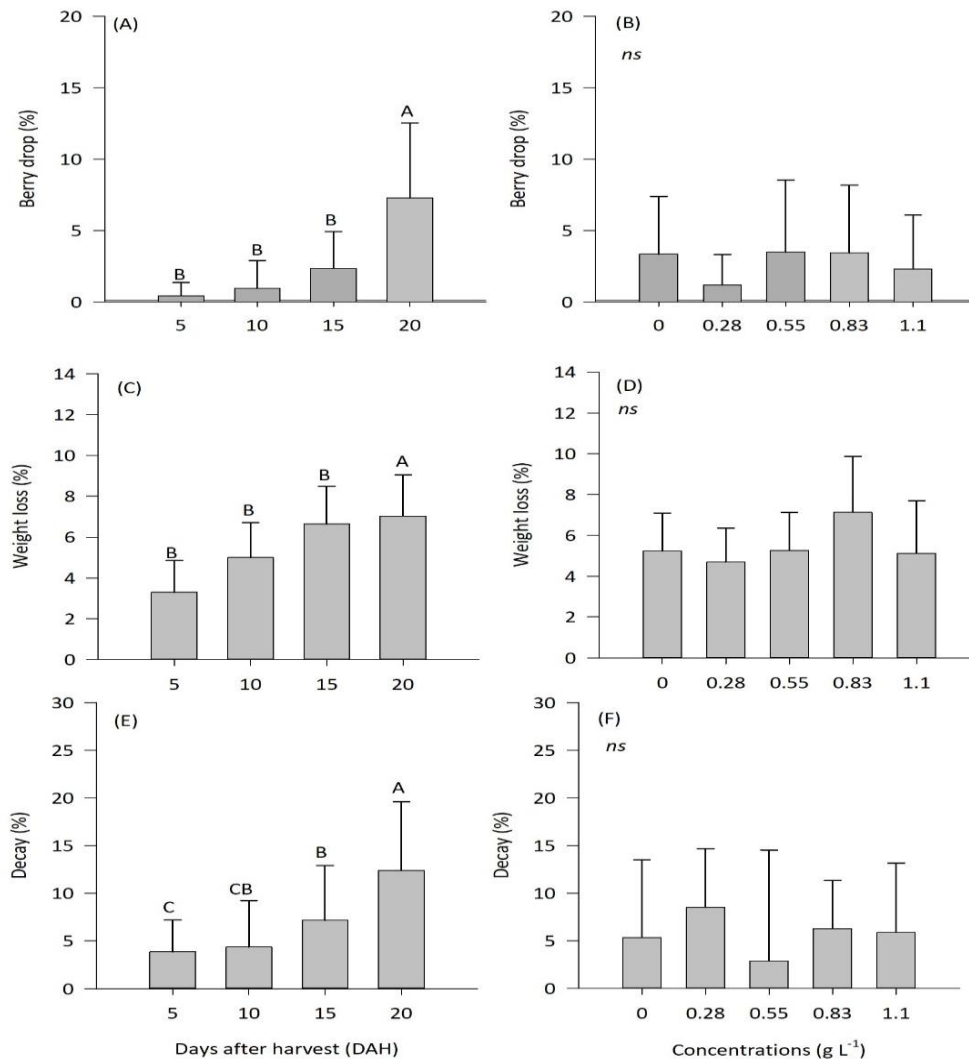 (A)
Berry drop (%)
20
15
10
5
0
B
B
B
A
5 10 15 20
(B)
ns
Berry drop (%)
20
15
10
5
0
0 0.28 0.55 0.83 1.1
(C)
Weight loss (%)
14
12
10
8
6
4
2
0
B
B
B
A
5 10 15 20
(D)
ns
Weight loss (%)
14
12
10
8
6
4
2
0
0 0.28 0.55 0.83 1.1
(E)
Decay (%)
30
25
20
15
10
5
0
C
CB
B
A
5 10 15 20
Days after harvest (DAH)
(F)
ns
Decay (%)
30
25
20
15
10
5
0
0 0.28 0.55 0.83 1.1
Concentrations (g L⁻¹)